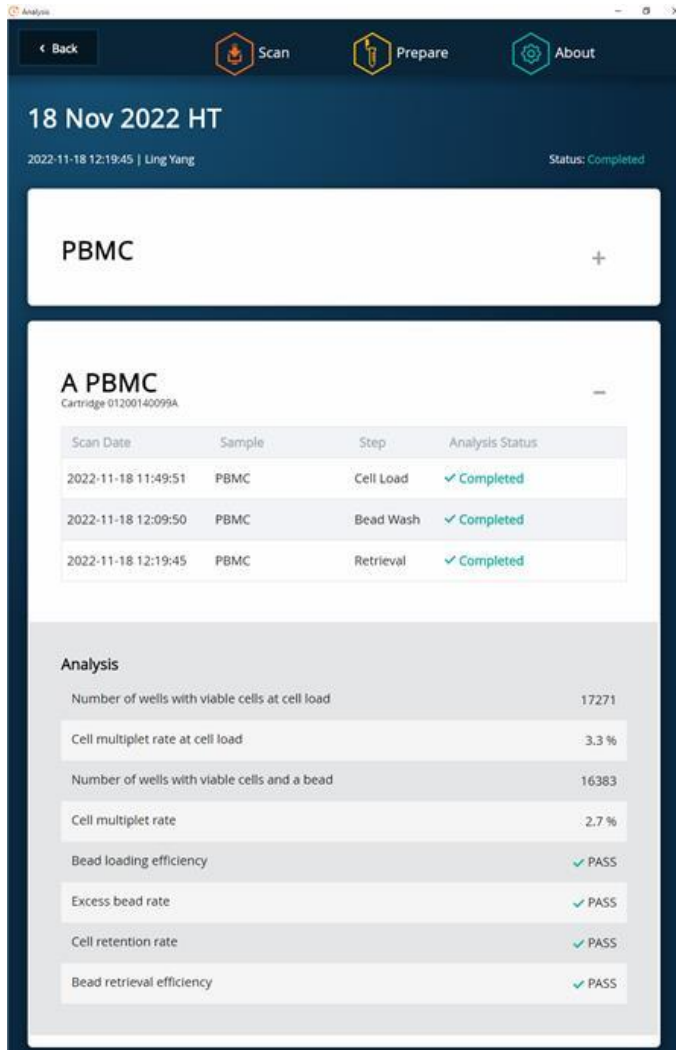 Analysis
Back
Scan
Prepare
About
18 Nov 2022 HT
2022-11-18 12:19:45 | Ling Yang
Status: Completed
PBMC
A PBMC
Cartridge 01200140099A
Scan Date Sample Step Analysis Status
2022-11-18 11:49:51 PBMC Cell Load Completed
2022-11-18 12:09:50 PBMC Bead Wash Completed
2022-11-18 12:19:45 PBMC Retrieval Completed
Analysis
Number of wells with viable cells at cell load 17271
Cell multiplet rate at cell load 3.3 %
Number of wells with viable cells and a bead 16383
Cell multiplet rate 2.7 %
Bead loading efficiency PASS
Excess bead rate PASS
Cell retention rate PASS
Bead retrieval efficiency PASS